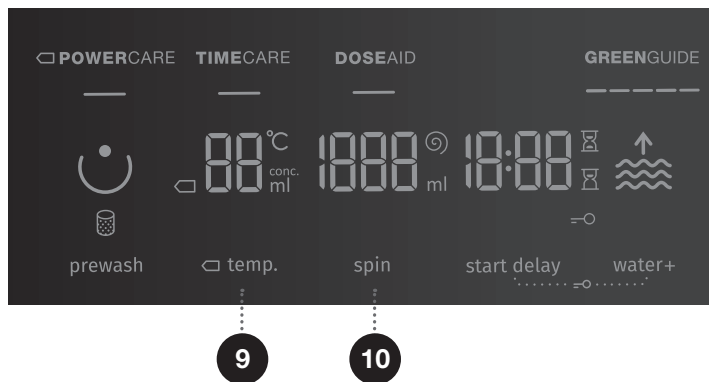 POWERCARE TIMECARE DOSEAID GREENGUIDE
88 °C conc. ml 1888 ml 18:88
prewash temp. spin start delay water+
9 10